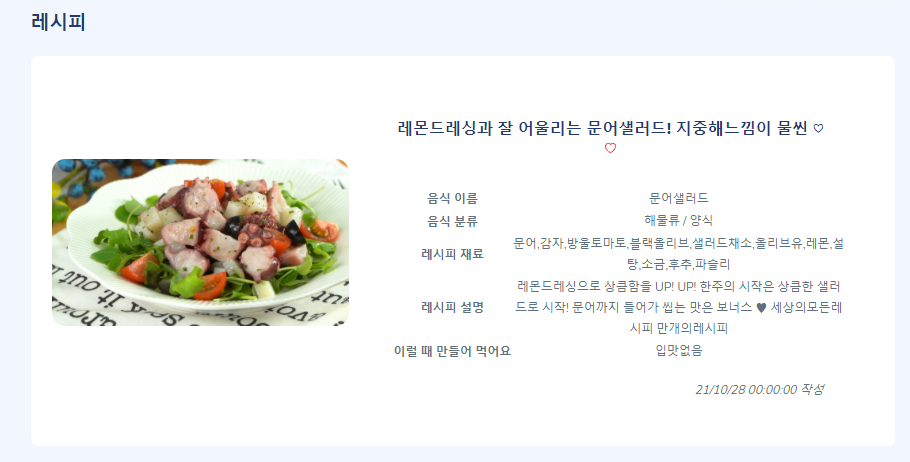 레시피
레몬드레싱과 잘 어울리는 문어샐러드! 지중해느낌이 물씬 ♡
♡
음식 이름 문어샐러드
음식 분류 해물류 / 양식
레시피 재료 문어,감자,방울토마토,블랙올리브,샐러드채소,올리브유,레몬,설
탕,소금,후추,파슬리
레시피 설명 레몬드레싱으로 상큼함을 UP! UP! 한주의 시작은 상큼한 샐러
드로 시작! 문어까지 들어가 씹는 맛은 보너스 ♥ 세상의모든레
시피 만개의레시피
이럴 때 만들어 먹어요 입맛없음
21/10/28 00:00:00 작성